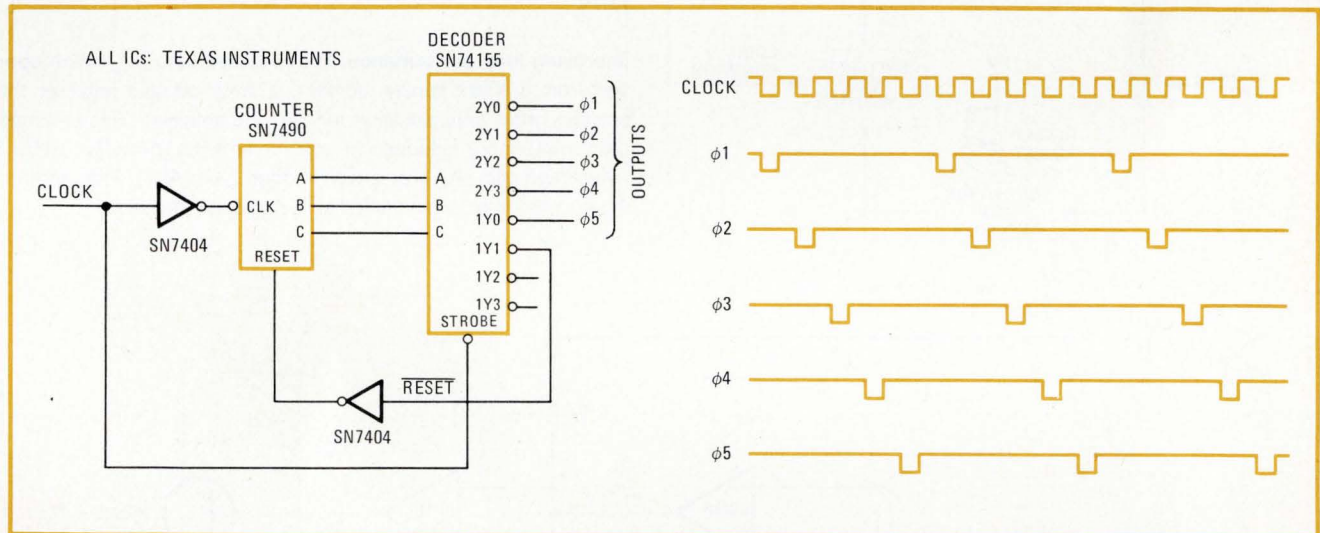 ALL ICs: TEXAS INSTRUMENTS
DECODER
SN74155
COUNTER
SN7490
CLOCK
SN7404
CLK
A
B
C
RESET
A
B
C
2Y0
2Y1
2Y2
2Y3
1Y0
1Y1
1Y2
1Y3
STROBE
ϕ1
ϕ2
ϕ3
ϕ4
ϕ5
OUTPUTS
RESET
SN7404
CLOCK
ϕ1
ϕ2
ϕ3
ϕ4
ϕ5